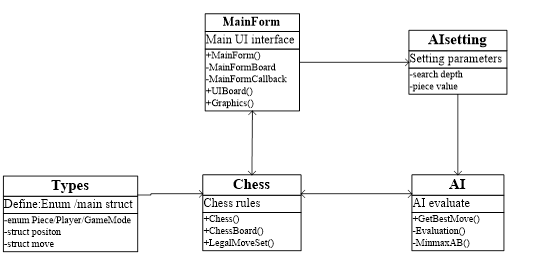 MainForm
Main UI interface
+MainForm()
-MainFormBoard
-MainFormCallback
+UIBoard()
+Graphics()
AIsetting
Setting parameters
-search depth
-piece value
Types
Define:Enum /main struct
-enum Piece/Player/GameMode
-struct positon
-struct move
Chess
Chess rules
+Chess()
+ChessBoard()
+LegalMoveSet()
AI
AI evaluate
+GetBestMove()
-Evaluation()
-MinmaxAB()